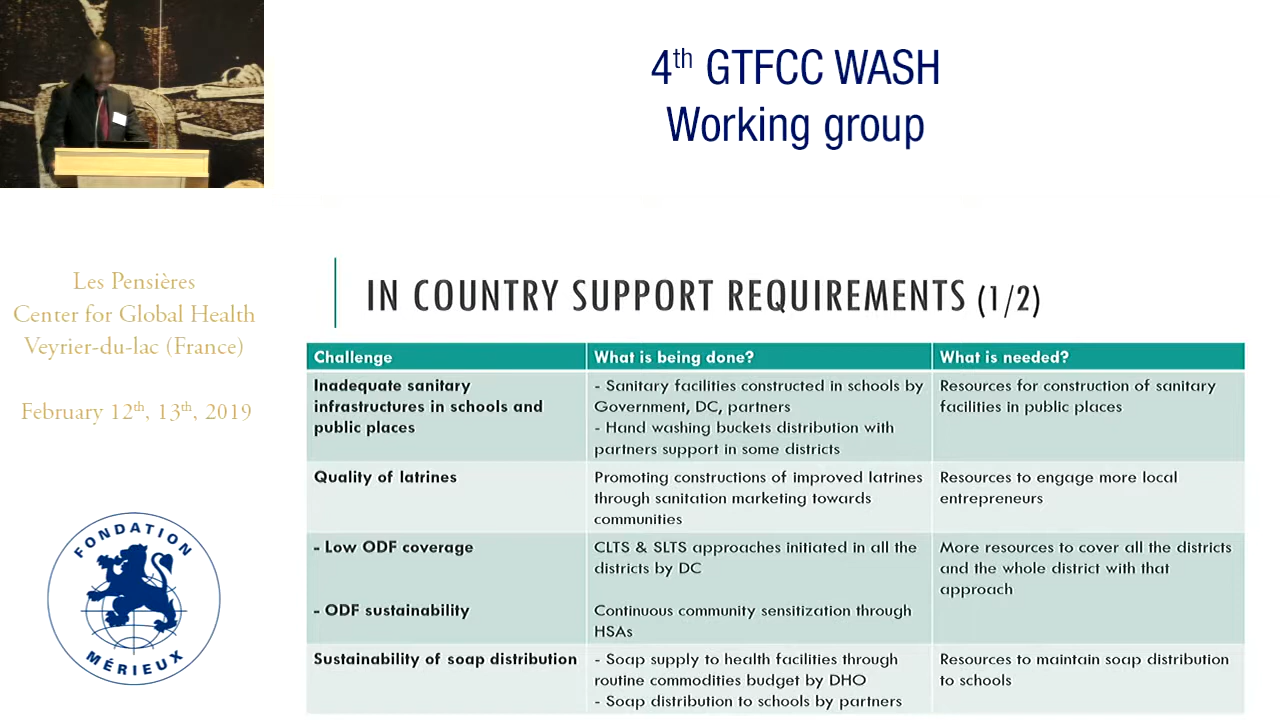 4th GTFCC WASH
Working group
Les Pensières
Center for Global Health
Veyrier-du-lac (France)
February 12th, 13th, 2019
FONDATION
MÉRIEUX
IN COUNTRY SUPPORT REQUIREMENTS (1/2)
Challenge
What is being done?
What is needed?
Inadequate sanitary
infrastructures in schools and
public places
- Sanitary facilities constructed in schools by
Government, DC, partners
- Hand washing buckets distribution with
partners support in some districts
Resources for construction of sanitary
facilities in public places
Quality of latrines
Promoting constructions of improved latrines
through sanitation marketing towards
communities
Resources to engage more local
entrepreneurs
- Low ODF coverage
- ODF sustainability
CLTS & SLTS approaches initiated in all the
districts by DC
Continuous community sensitization through
HSAs
More resources to cover all the districts
and the whole district with that
approach
Sustainability of soap distribution
- Soap supply to health facilities through
routine commodities budget by DHO
- Soap distribution to schools by partners
Resources to maintain soap distribution
to schools